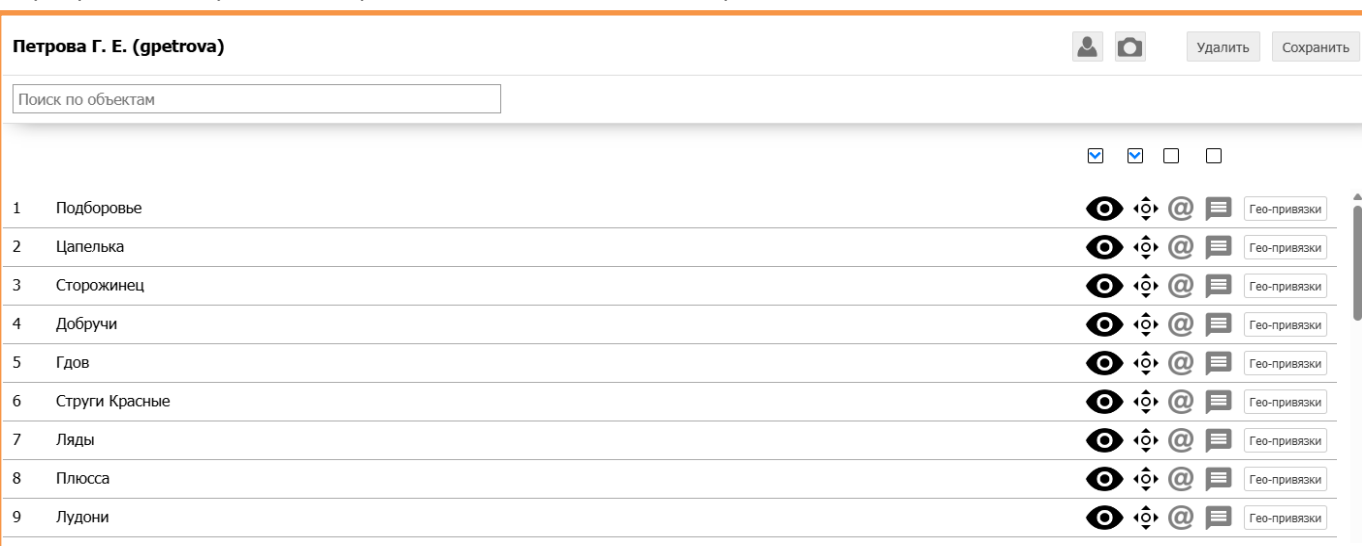 Петрова Г. Е. (gpetrova)
Удалить Сохранить
Поиск по объектам
1 Подборовье Гео-привязки
2 Цапелька Гео-привязки
3 Сторожинец Гео-привязки
4 Добручи Гео-привязки
5 Гдов Гео-привязки
6 Струги Красные Гео-привязки
7 Ляды Гео-привязки
8 Плюсса Гео-привязки
9 Лудони Гео-привязки